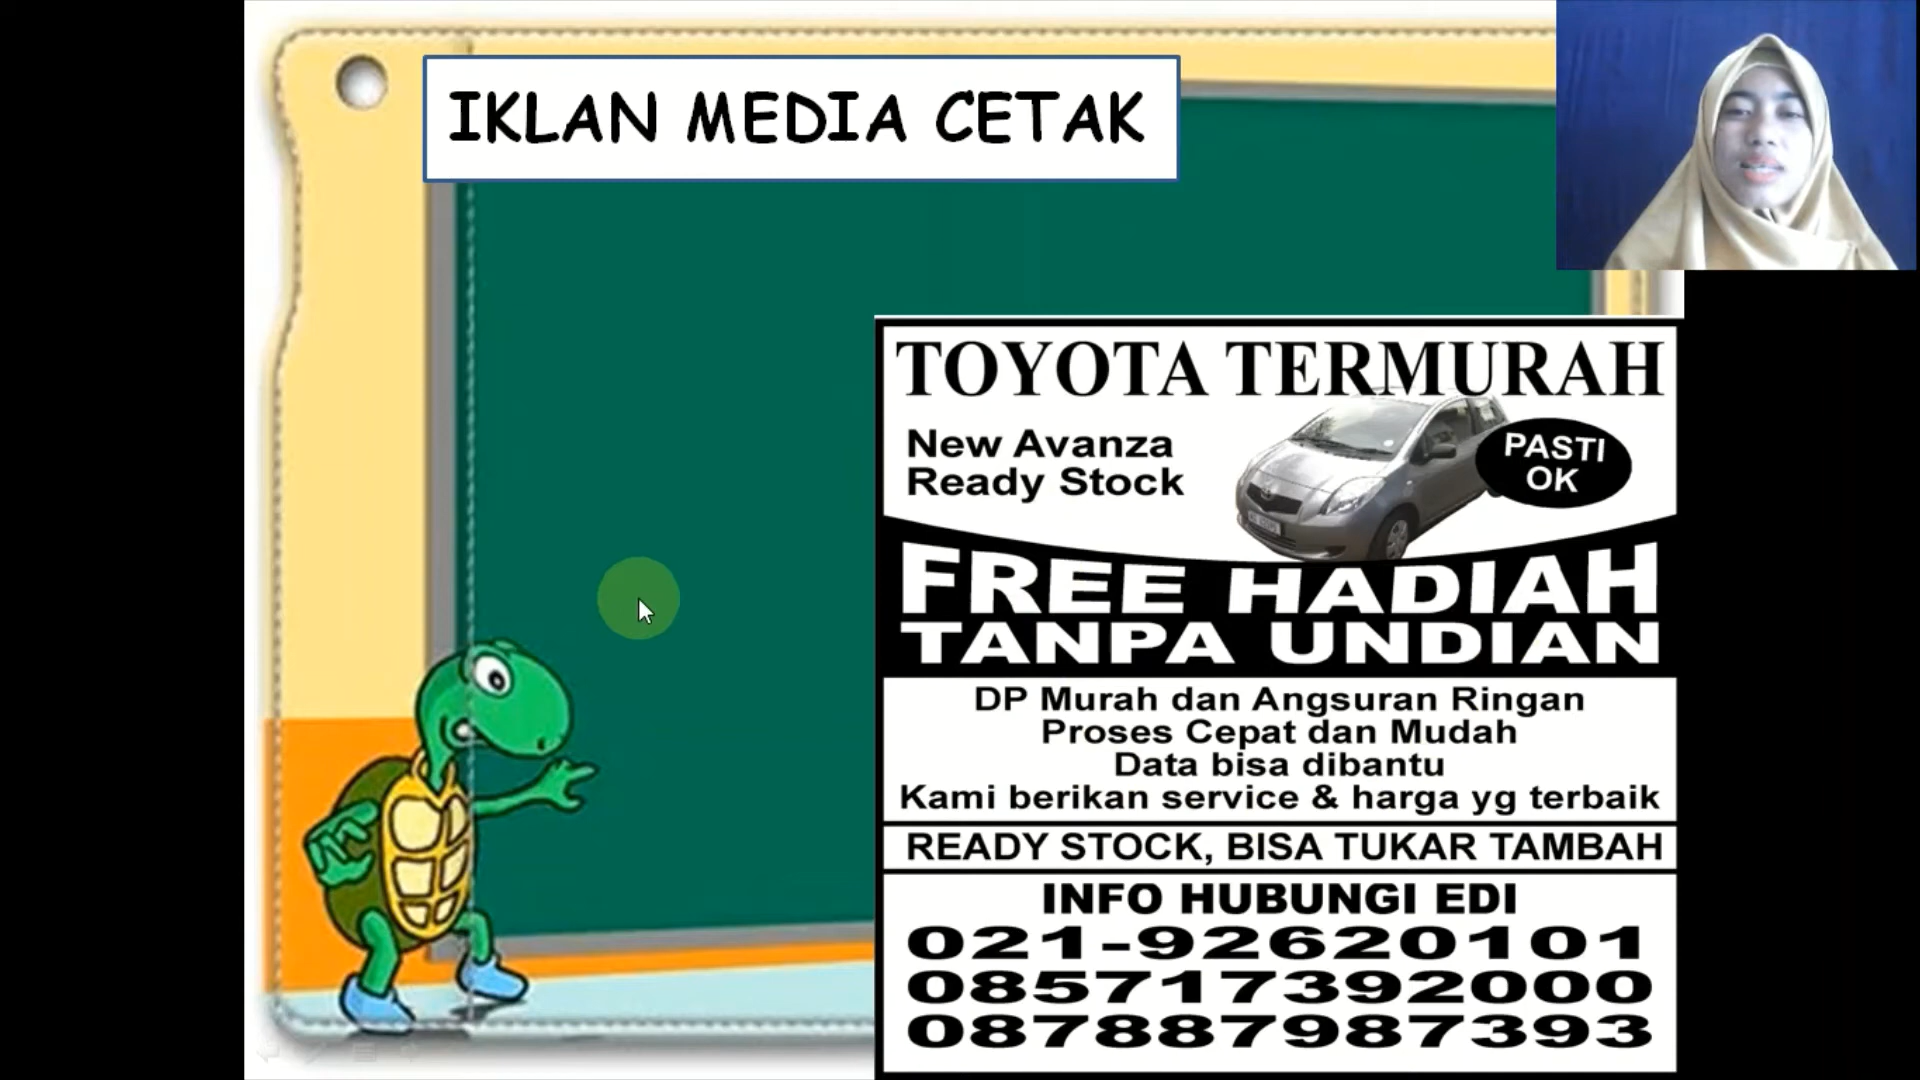 IKLAN MEDIA CETAK
TOYOTA TERMURAH
New Avanza
Ready Stock
PASTI
OK
FREE HADIAH
TANPA UNDIAN
DP Murah dan Angsuran Ringan
Proses Cepat dan Mudah
Data bisa dibantu
Kami berikan service & harga yg terbaik
READY STOCK, BISA TUKAR TAMBAH
INFO HUBUNGI EDI
021-92620101
085717392000
087887987393